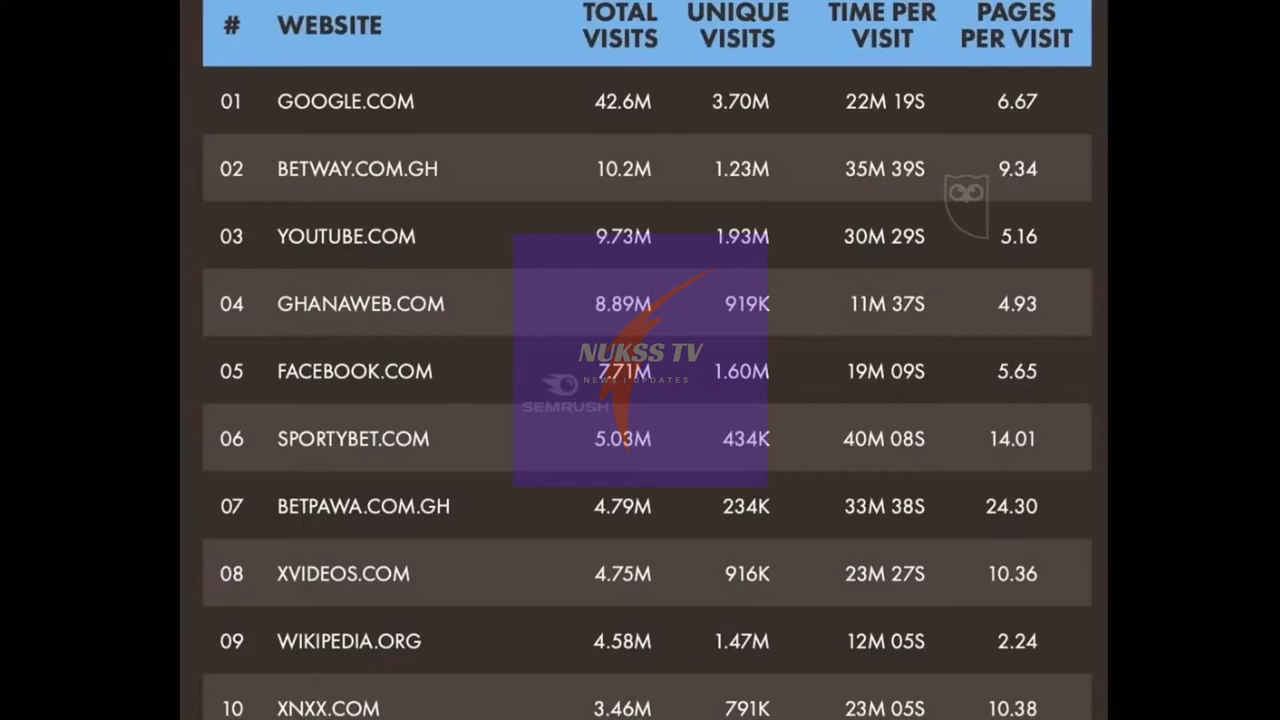 # WEBSITE TOTAL VISITS UNIQUE VISITS TIME PER VISIT PAGES PER VISIT
01 GOOGLE.COM 42.6M 3.70M 22M 19S 6.67
02 BETWAY.COM.GH 10.2M 1.23M 35M 39S 9.34
03 YOUTUBE.COM 9.73M 1.93M 30M 29S 5.16
04 GHANAWEB.COM 8.89M 919K 11M 37S 4.93
NUKSS TV
05 FACEBOOK.COM 7.71M 1.60M 19M 09S 5.65
NEWS | UPDATES
SEMRUSH
06 SPORTYBET.COM 5.03M 434K 40M 08S 14.01
07 BETPAWA.COM.GH 4.79M 234K 33M 38S 24.30
08 XVIDEOS.COM 4.75M 916K 23M 27S 10.36
09 WIKIPEDIA.ORG 4.58M 1.47M 12M 05S 2.24
10 XNXX.COM 3.46M 791K 23M 05S 10.38